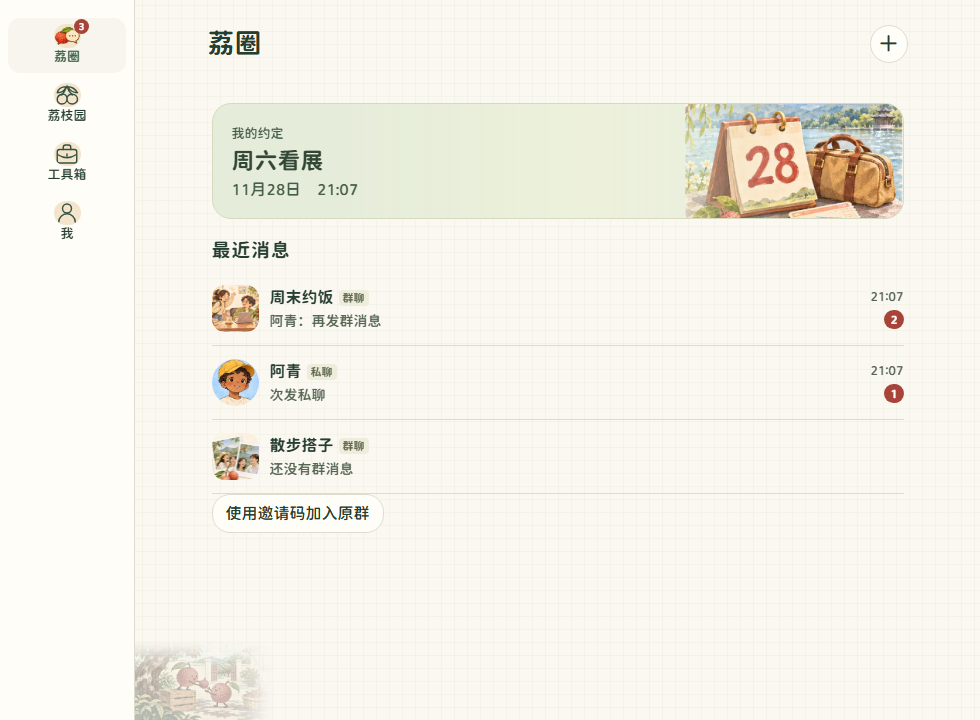 3
荔圈
荔枝园
工具箱
我
荔圈
我的约定
周六看展
11月28日 21:07
28
最近消息
周末约饭 群聊 21:07
阿青：再发群消息 2
阿青 私聊 21:07
次发私聊 1
散步搭子 群聊
还没有群消息
使用邀请码加入原群